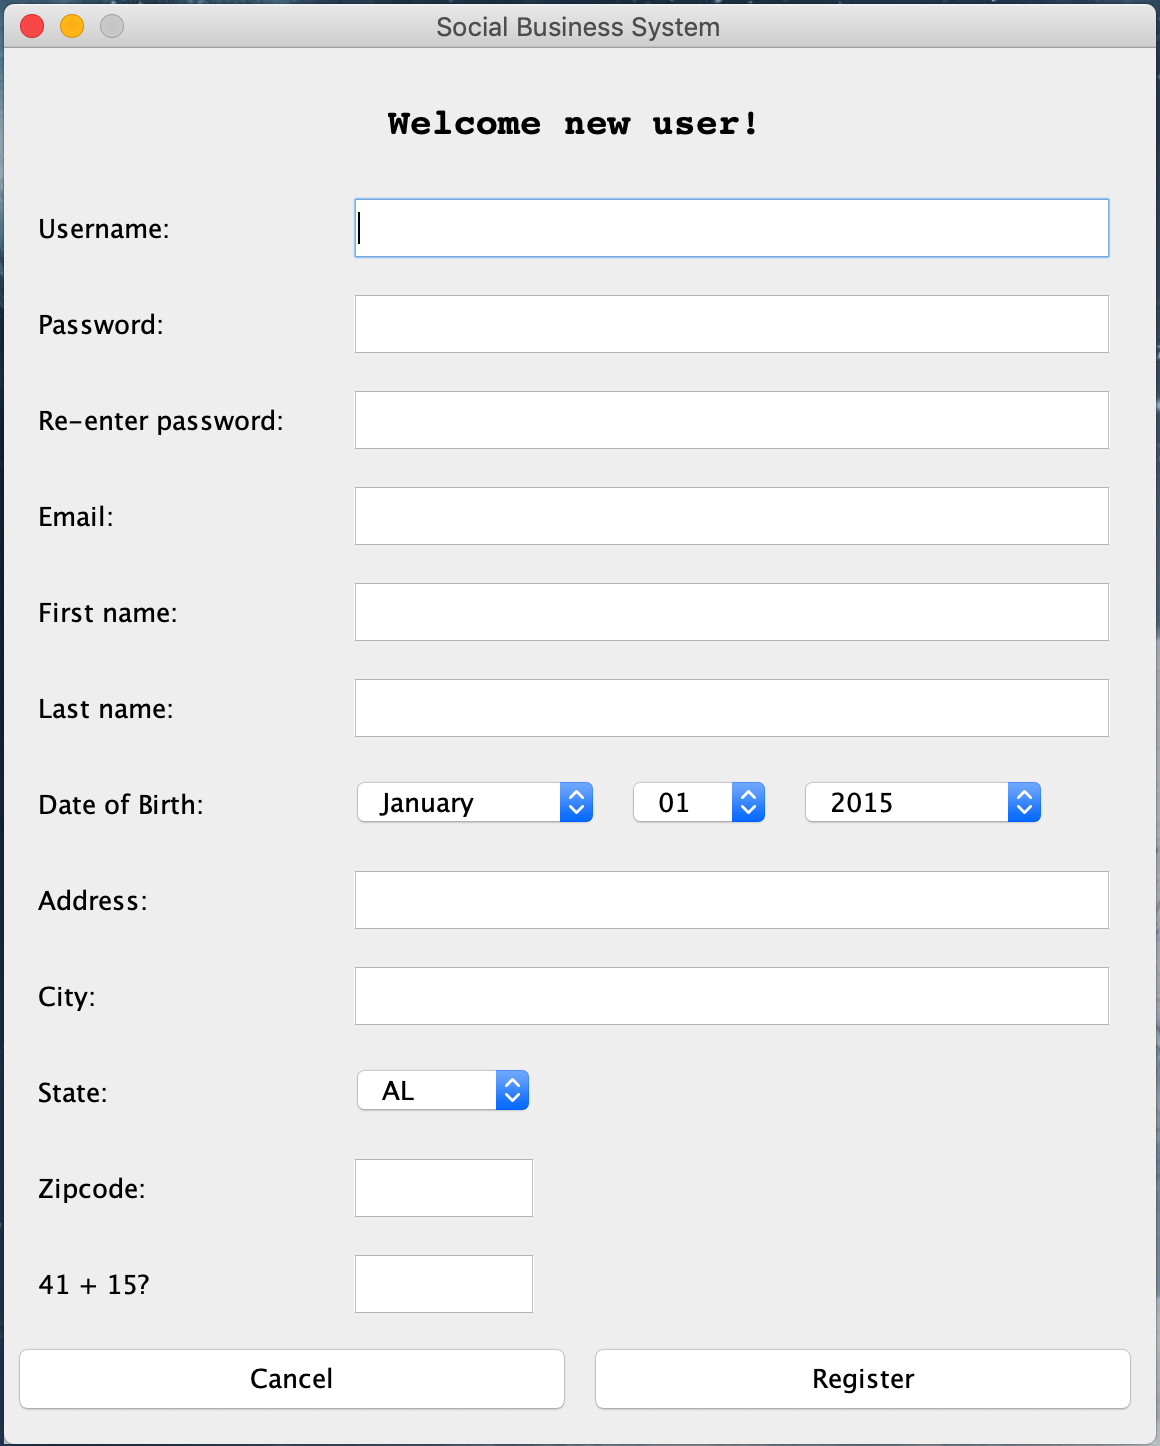 Social Business System
Welcome new user!
Username:
Password:
Re-enter password:
Email:
First name:
Last name:
Date of Birth: January 01 2015
Address:
City:
State: AL
Zipcode:
41 + 15?
Cancel Register